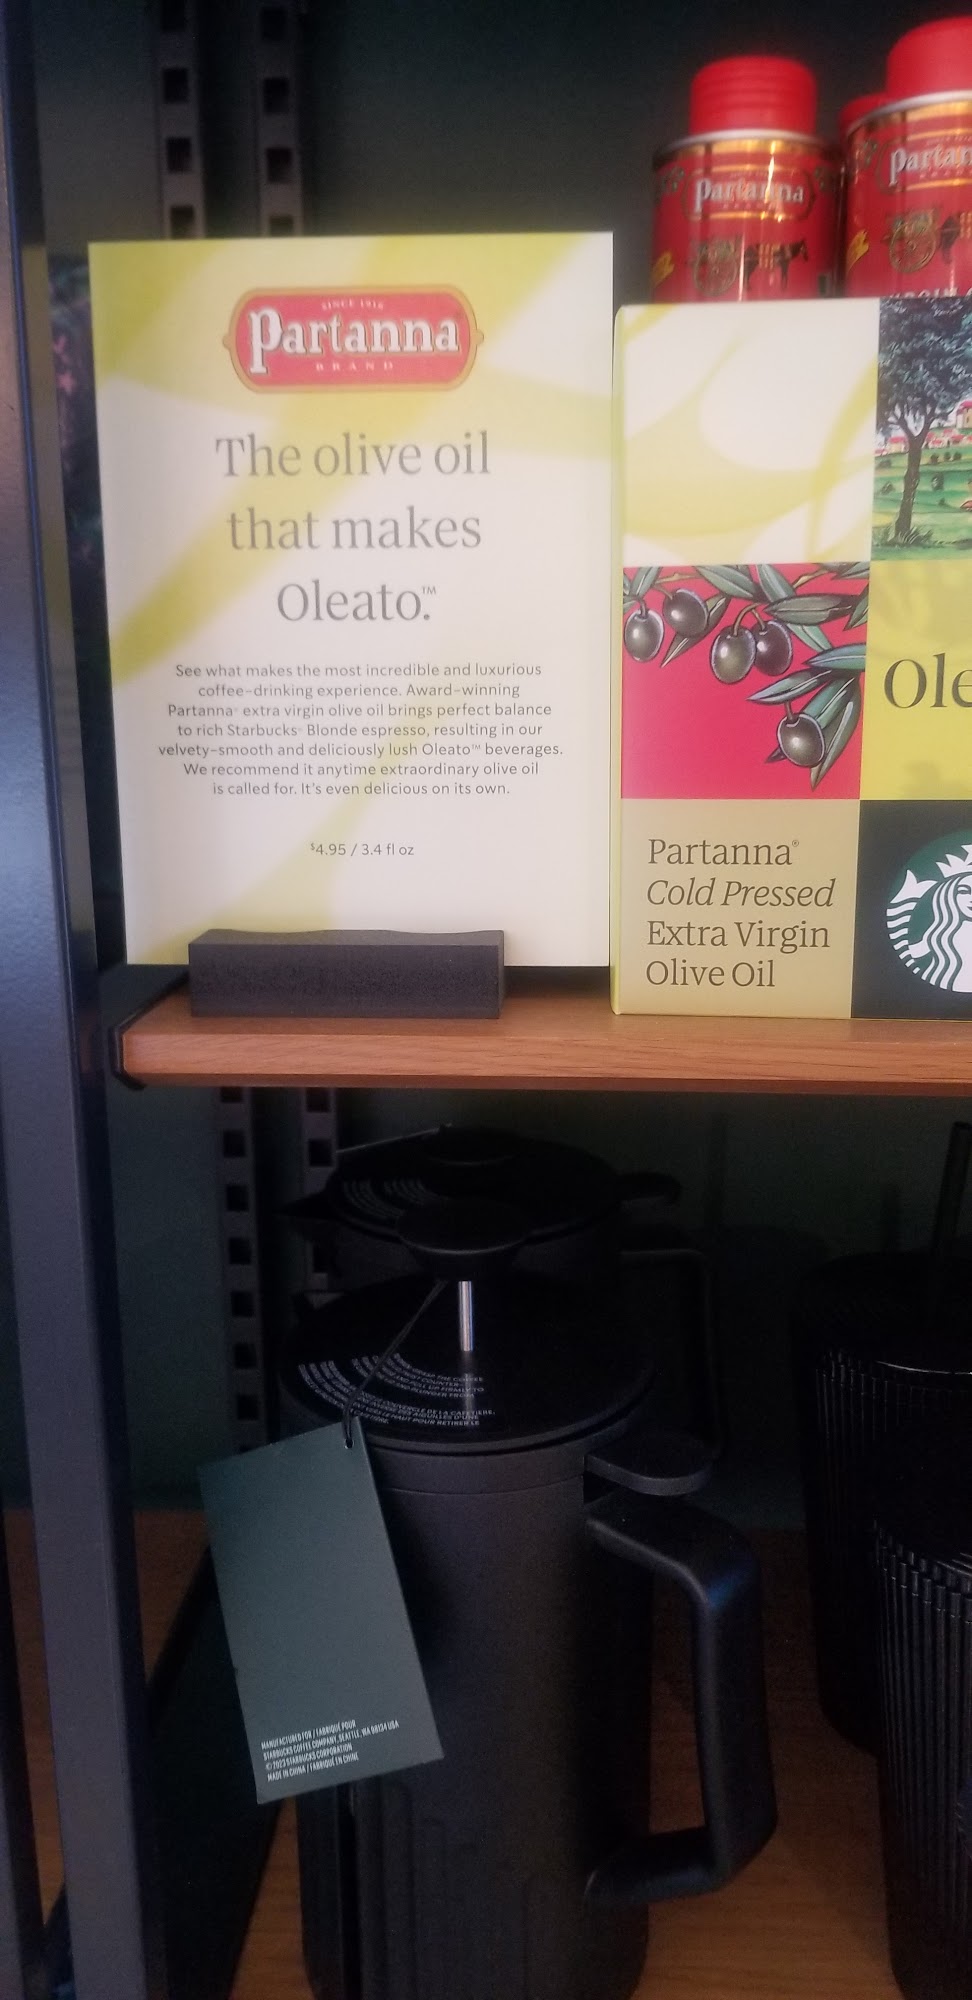 SINCE 1916
Partanna
BRAND
The olive oil
that makes
Oleato.™
See what makes the most incredible and luxurious
coffee-drinking experience. Award-winning
Partanna® extra virgin olive oil brings perfect balance
to rich Starbucks® Blonde espresso, resulting in our
velvety-smooth and deliciously lush Oleato™ beverages.
We recommend it anytime extraordinary olive oil
is called for. It's even delicious on its own.
$4.95 / 3.4 fl oz
Partanna
Partan
Ole
Partanna®
Cold Pressed
Extra Virgin
Olive Oil
MANUFACTURED FOR / FABRIQUÉ POUR
STARBUCKS COFFEE COMPANY, SEATTLE, WA 98134 USA
© 2023 STARBUCKS CORPORATION
MADE IN CHINA / FABRIQUÉ EN CHINE